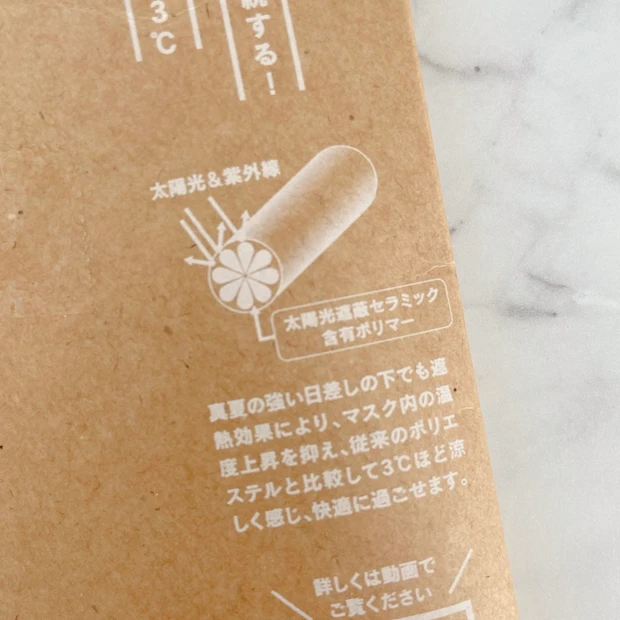 3℃
続する!
太陽光&紫外線
太陽光遮蔽セラミック
含有ポリマー
真夏の強い日差しの下でも遮
熱効果により、マスク内の温
度上昇を抑え、従来のポリエ
ステルと比較して3℃ほど涼
しく感じ、快適に過ごせます。
詳しくは動画で
ご覧ください